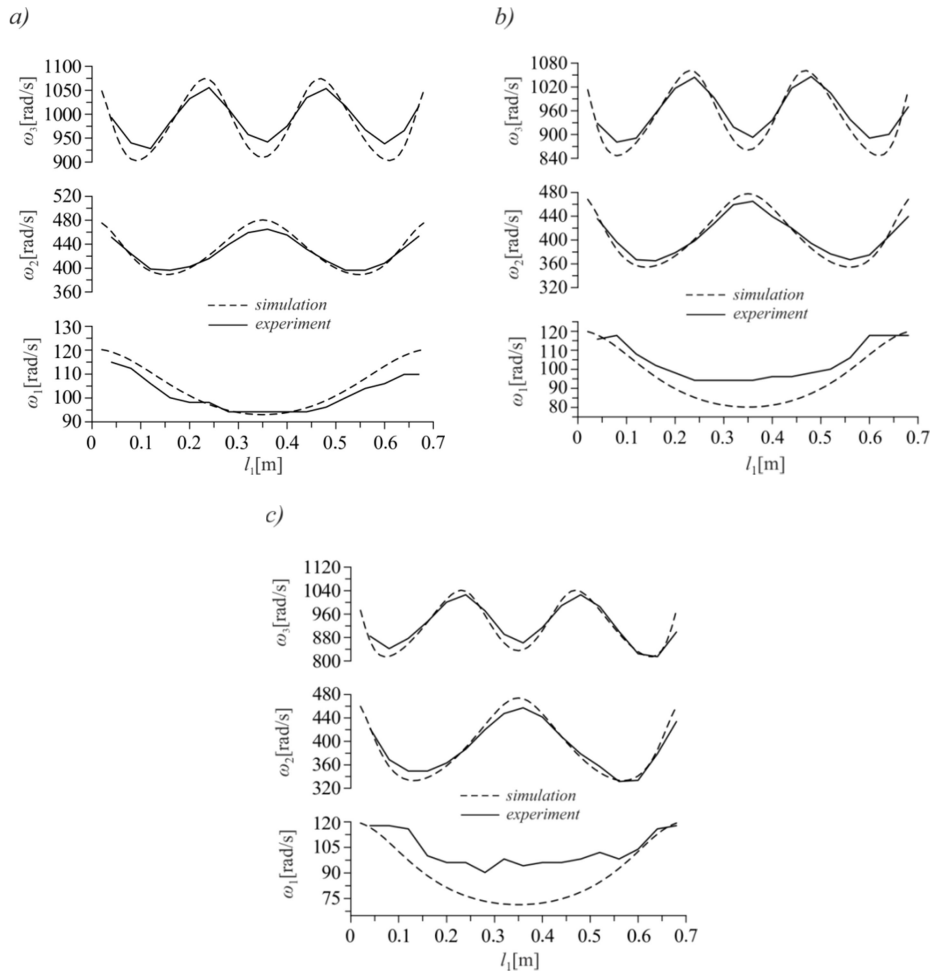 a)
1100
1050
1000
950
900
ω3[rad/s]
520
480
440
400
360
ω2[rad/s]
simulation
experiment
130
120
110
100
90
ω1[rad/s]
0 0.1 0.2 0.3 0.4 0.5 0.6 0.7
l1[m]
b)
1080
1020
960
900
840
ω3[rad/s]
480
440
400
360
320
ω2[rad/s]
simulation
experiment
120
110
100
90
80
ω1[rad/s]
0 0.1 0.2 0.3 0.4 0.5 0.6 0.7
l1[m]
c)
1120
1040
960
880
800
ω3[rad/s]
480
440
400
360
320
ω2[rad/s]
simulation
experiment
120
105
90
75
ω1[rad/s]
0 0.1 0.2 0.3 0.4 0.5 0.6 0.7
l1[m]